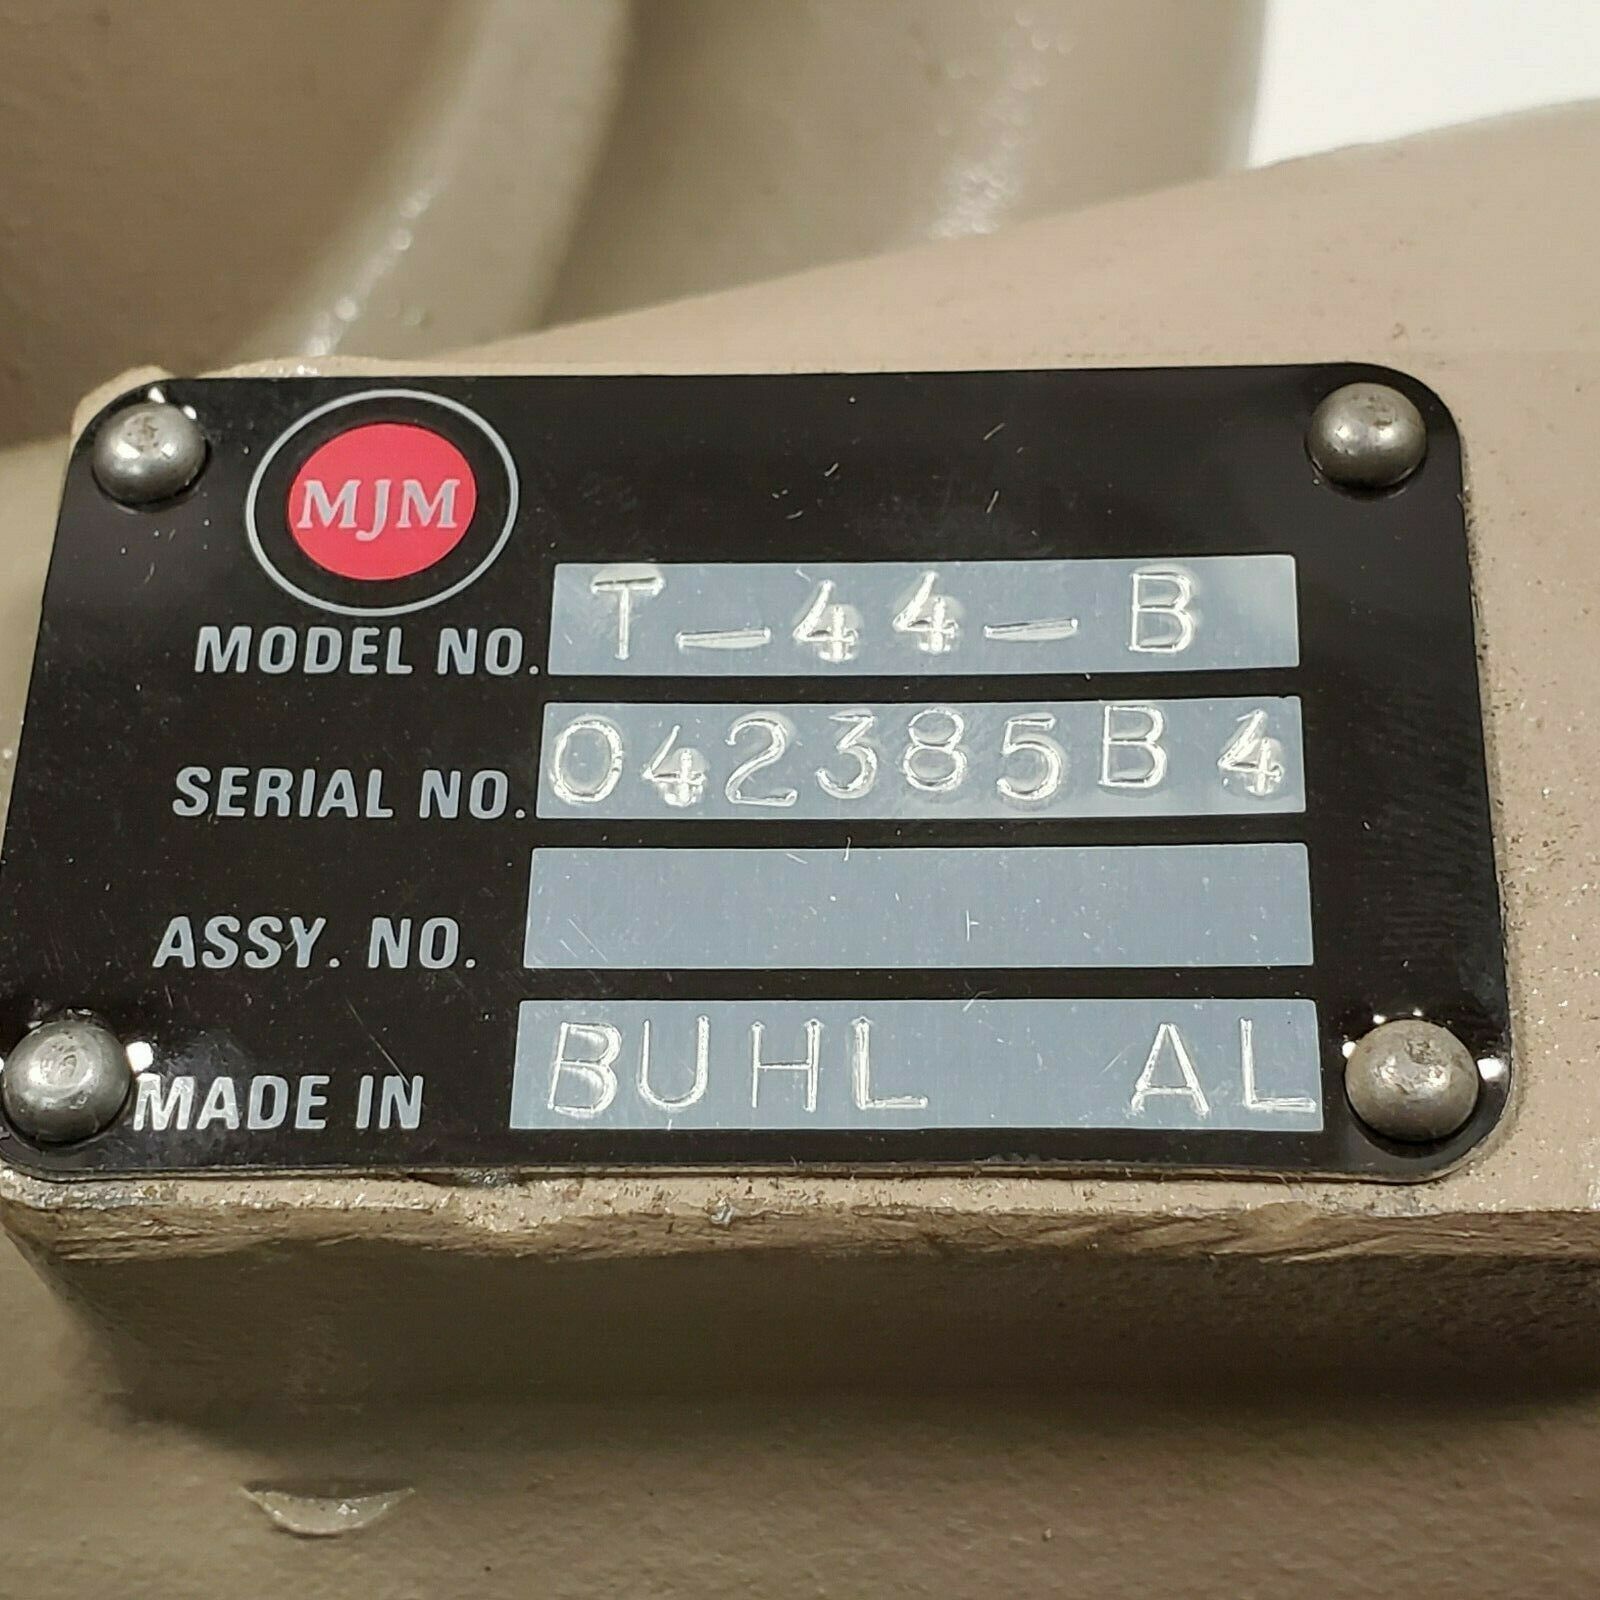 MJM
MODEL NO. T-44-B
SERIAL NO. 042385B4
ASSY. NO.
MADE IN BUHL AL